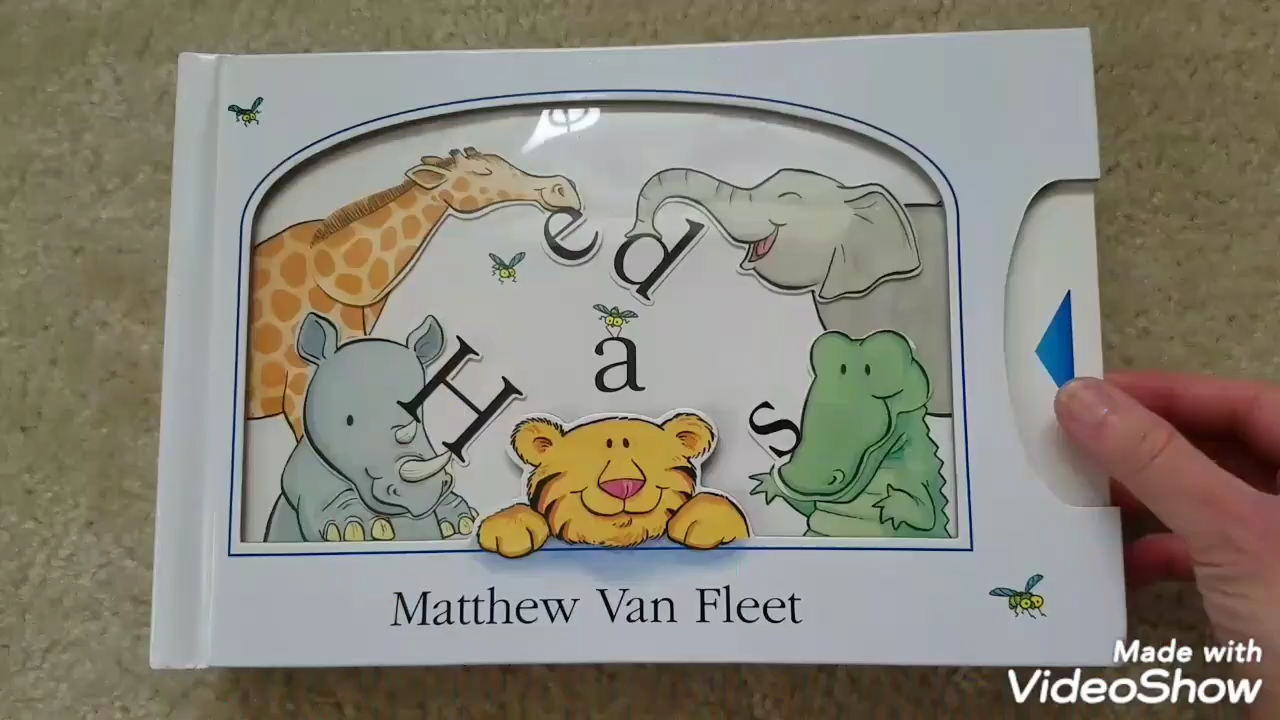 e d
H a s
Matthew Van Fleet
Made with
VideoShow